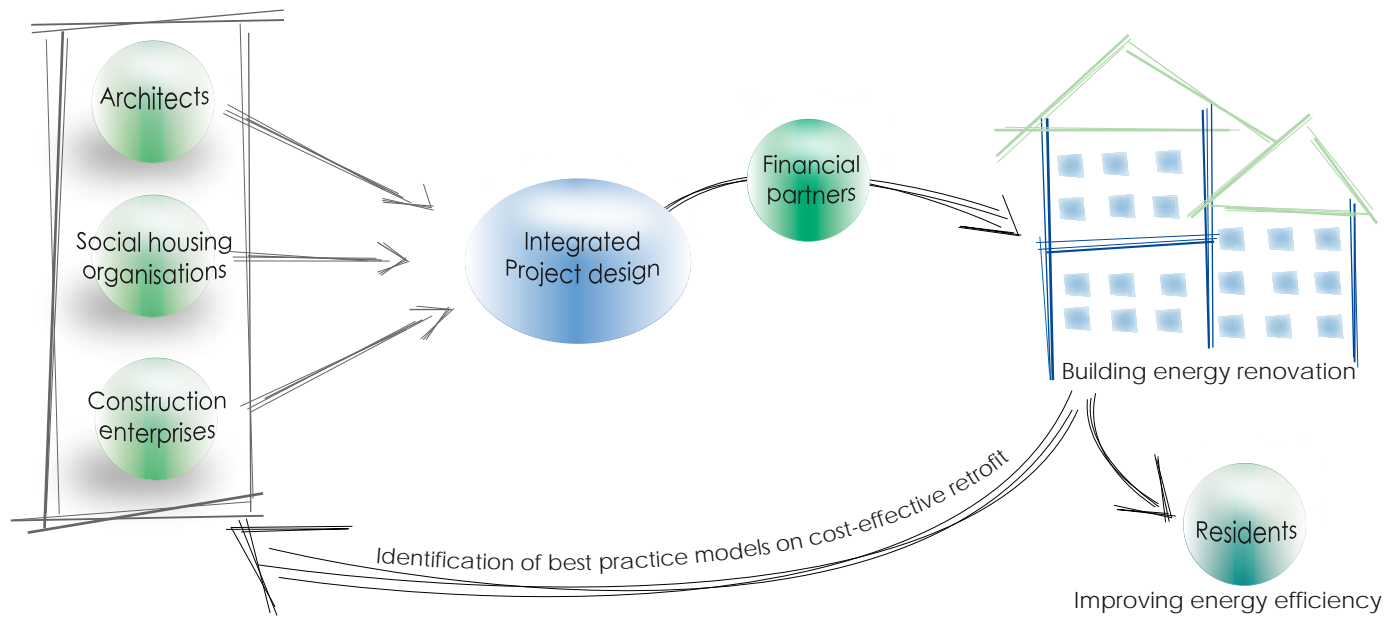 Architects
Social housing
organisations
Construction
enterprises
Integrated
Project design
Financial
partners
Building energy renovation
Identification of best practice models on cost-effective retrofit
Residents
Improving energy efficiency